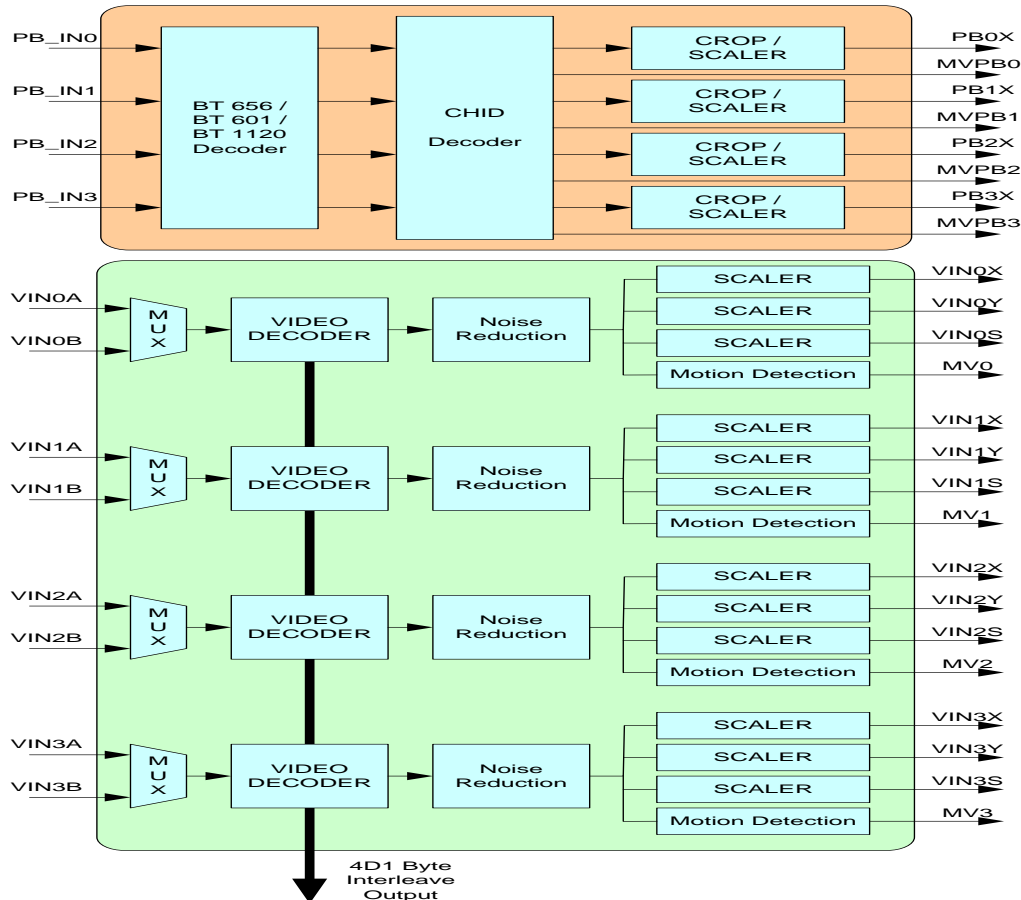 PB_IN0
PB_IN1
PB_IN2
PB_IN3
BT 656 /
BT 601 /
BT 1120
Decoder
CHID
Decoder
CROP /
SCALER
CROP /
SCALER
CROP /
SCALER
CROP /
SCALER
PB0X
MVPB0
PB1X
MVPB1
PB2X
MVPB2
PB3X
MVPB3
VIN0A
VIN0B
MUX
VIDEO
DECODER
Noise
Reduction
SCALER
SCALER
SCALER
Motion Detection
VIN0X
VIN0Y
VIN0S
MV0
VIN1A
VIN1B
MUX
VIDEO
DECODER
Noise
Reduction
SCALER
SCALER
SCALER
Motion Detection
VIN1X
VIN1Y
VIN1S
MV1
VIN2A
VIN2B
MUX
VIDEO
DECODER
Noise
Reduction
SCALER
SCALER
SCALER
Motion Detection
VIN2X
VIN2Y
VIN2S
MV2
VIN3A
VIN3B
MUX
VIDEO
DECODER
Noise
Reduction
SCALER
SCALER
SCALER
Motion Detection
VIN3X
VIN3Y
VIN3S
MV3
4D1 Byte
Interleave
Output